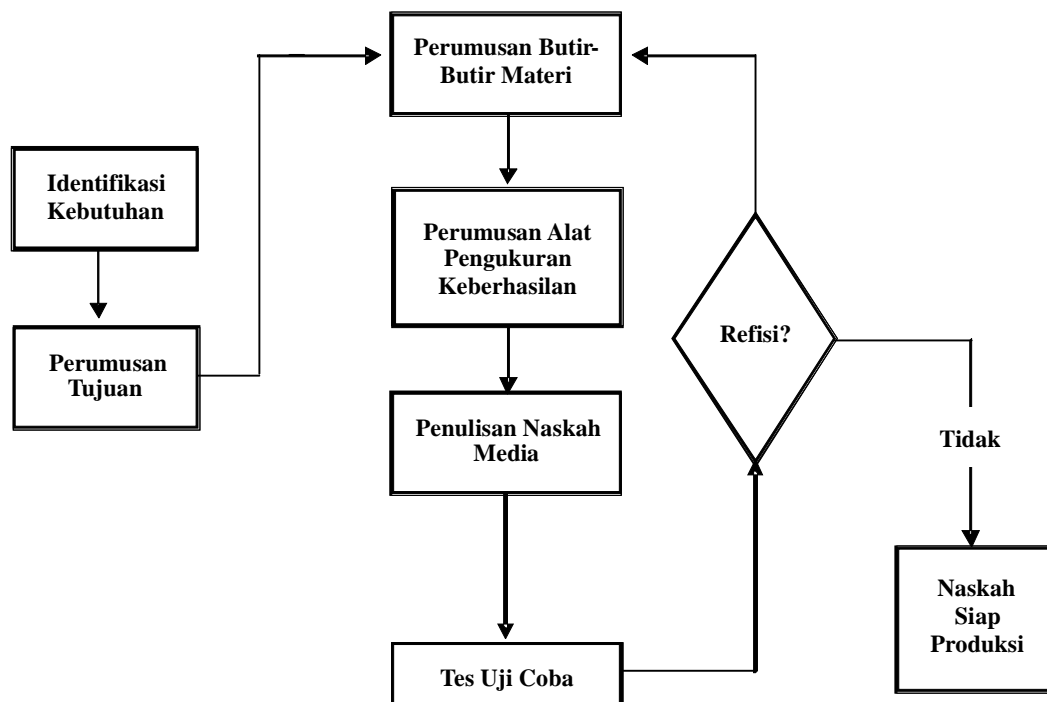 Perumusan Butir-
Butir Materi
Identifikasi
Kebutuhan
Perumusan Alat
Pengukuran
Keberhasilan
Refisi?
Perumusan
Tujuan
Penulisan Naskah
Media
Tidak
Naskah
Siap
Produksi
Tes Uji Coba